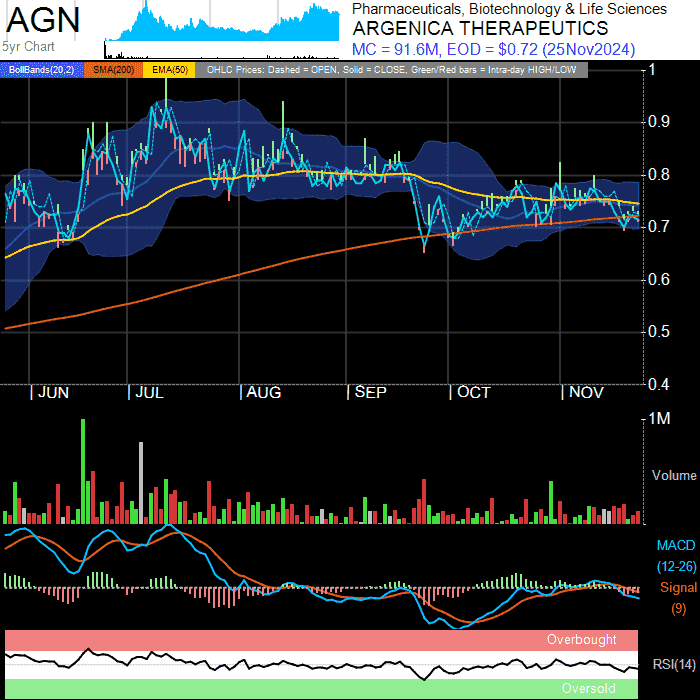 AGN
5yr Chart
Pharmaceuticals, Biotechnology & Life Sciences
ARGENICA THERAPEUTICS
MC = 91.6M, EOD = $0.72 (25Nov2024)
BollBands(20,2) SMA(200) EMA(50) OHLC Prices: Dashed = OPEN, Solid = CLOSE, Green/Red bars = Intra-day HIGH/LOW
1
0.9
0.8
0.7
0.6
0.5
0.4
| JUN | JUL | AUG | SEP | OCT | NOV
1M
Volume
MACD
(12-26)
Signal
(9)
Overbought
RSI(14)
Oversold